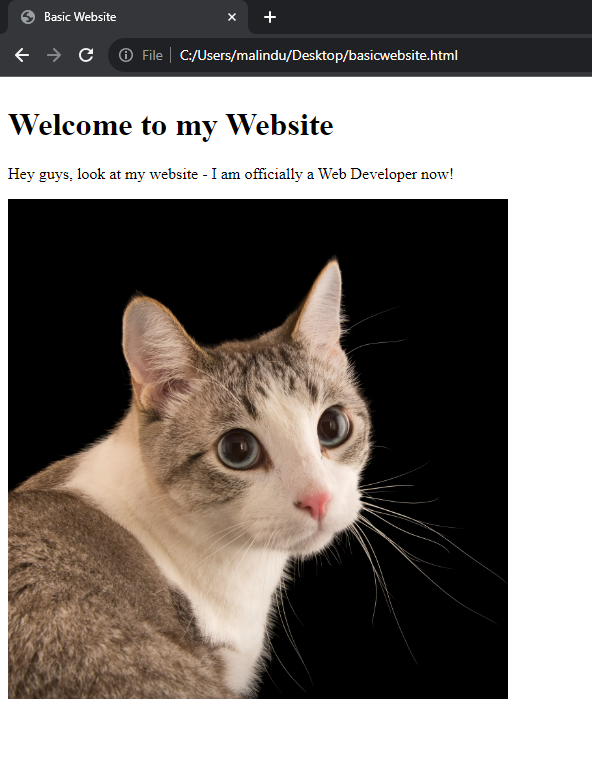 Basic Website
File
C:/Users/malindu/Desktop/basicwebsite.html
Welcome to my Website
Hey guys, look at my website - I am officially a Web Developer now!